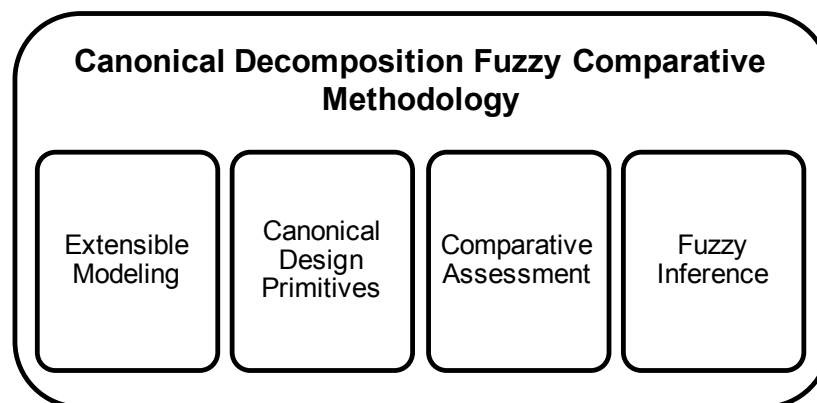 Canonical Decomposition Fuzzy Comparative
Methodology
Extensible
Modeling
Canonical
Design
Primitives
Comparative
Assessment
Fuzzy
Inference